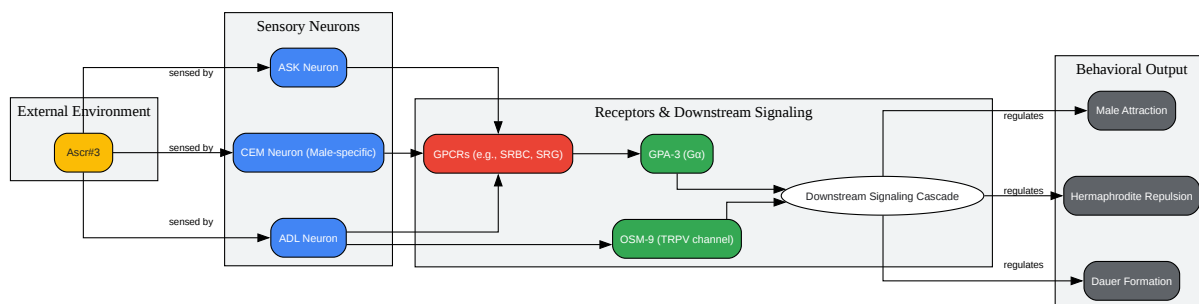 Sensory Neurons
sensed by
ASK Neuron
Behavioral Output
External Environment
Receptors & Downstream Signaling
regulates
Male Attraction
Ascr#3
sensed by
CEM Neuron (Male-specific)
GPCRs (e.g., SRBC, SRG)
GPA-3 (Gα)
Downstream Signaling Cascade
regulates
Hermaphrodite Repulsion
sensed by
ADL Neuron
OSM-9 (TRPV channel)
regulates
Dauer Formation